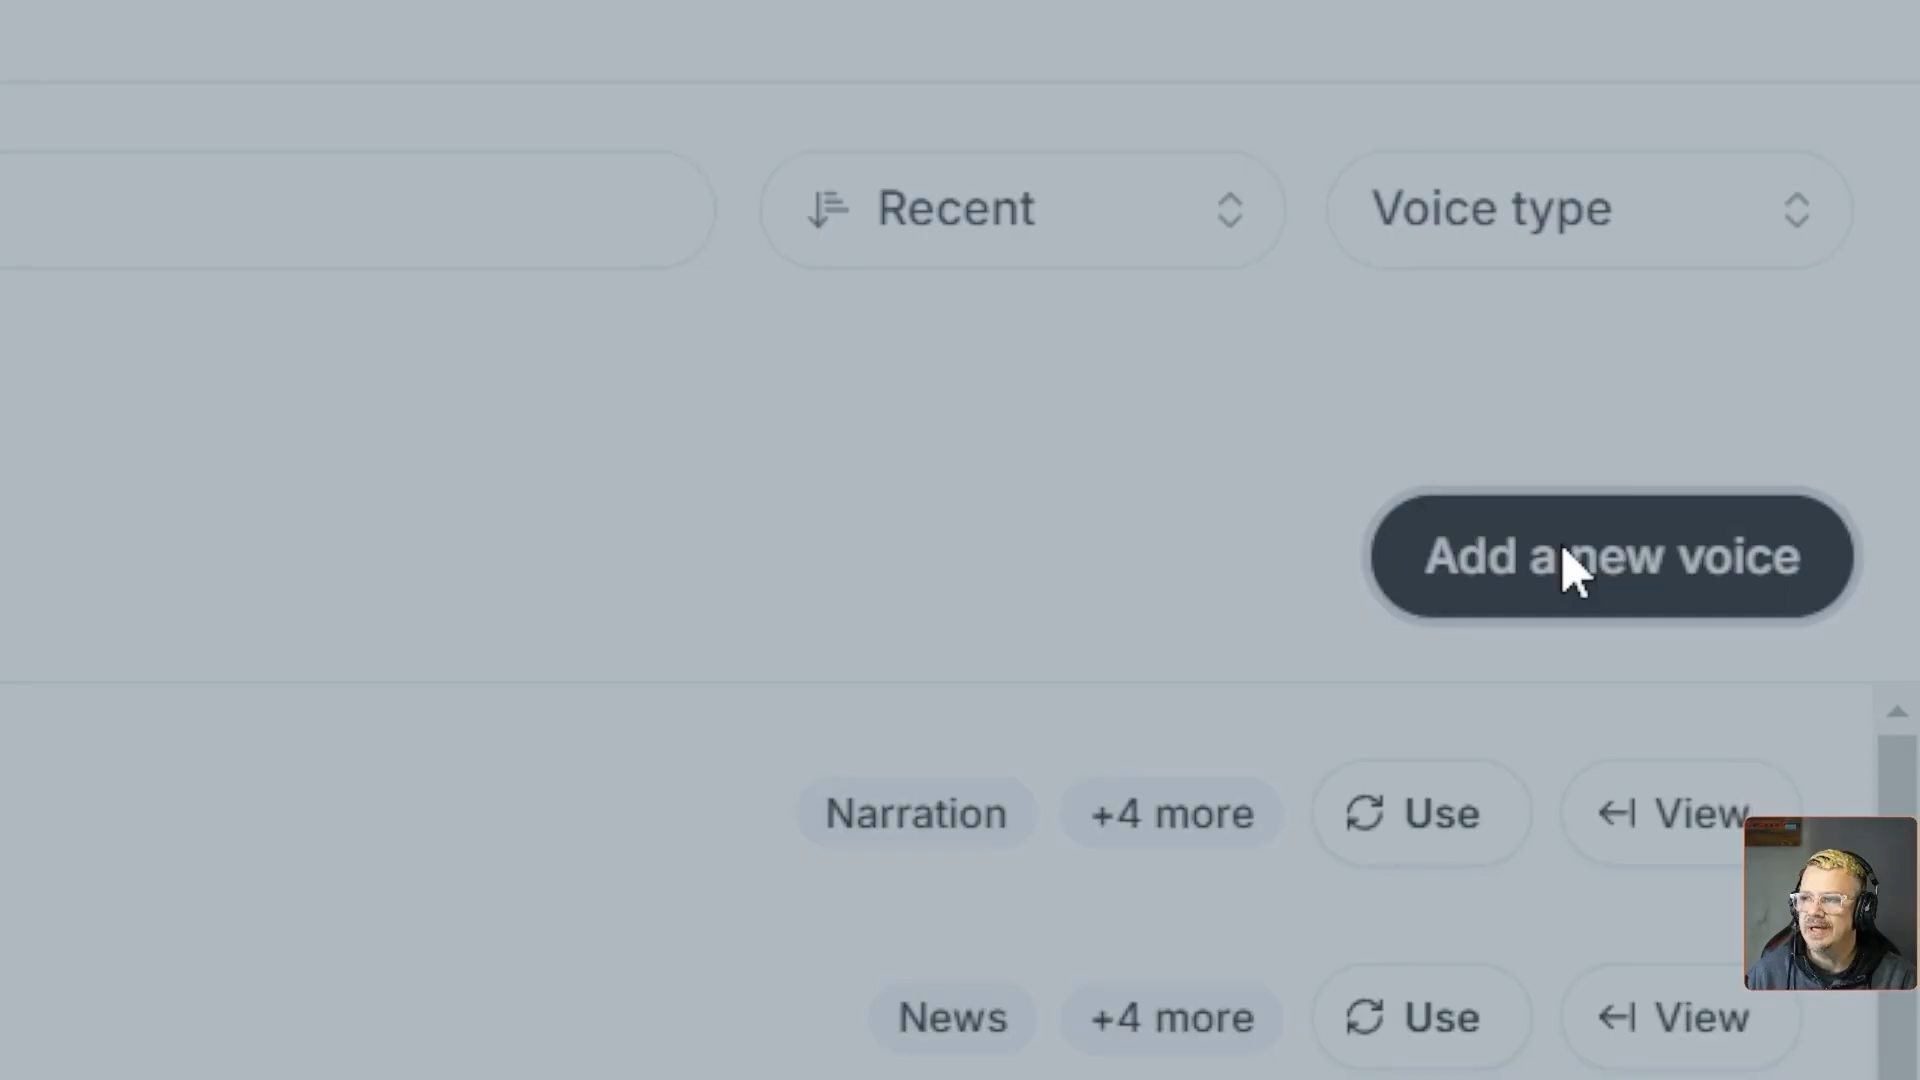 Recent
Voice type
Add a new voice
Narration
+4 more
Use
View
News
+4 more
Use
View